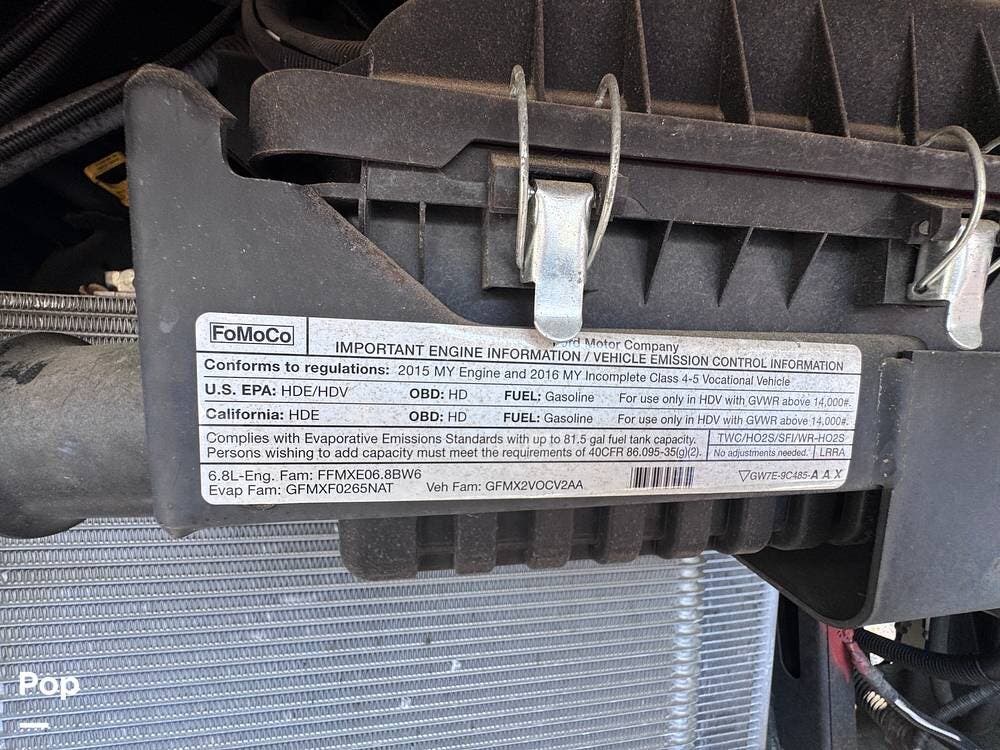 FoMoCo
Motor Company
IMPORTANT ENGINE INFORMATION / VEHICLE EMISSION CONTROL INFORMATION
Conforms to regulations: 2015 MY Engine and 2016 MY Incomplete Class 4-5 Vocational Vehicle
U.S. EPA: HDE/HDV OBD: HD FUEL: Gasoline For use only in HDV with GVWR above 14,000#.
California: HDE OBD: HD FUEL: Gasoline For use only in HDV with GVWR above 14,000#.
Complies with Evaporative Emissions Standards with up to 81.5 gal fuel tank capacity.
Persons wishing to add capacity must meet the requirements of 40CFR 86.095-35(g)(2).
TWC/HO2S/SFI/WR-HO2S
No adjustments needed. LRRA
6.8L-Eng. Fam: FFMXE06.8BW6
Evap Fam: GFMXF0265NAT Veh Fam: GFMX2VOCV2AA
GW7E-9C485-A A X
Pop